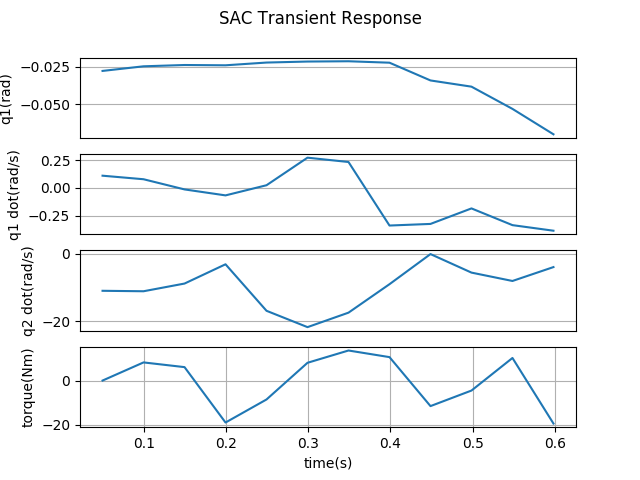 SAC Transient Response
−0.025
−0.050
q1(rad)
0.25
0.00
−0.25
q1 dot(rad/s)
0
−20
q2 dot(rad/s)
0
−20
torque(Nm)
0.1 0.2 0.3 0.4 0.5 0.6
time(s)